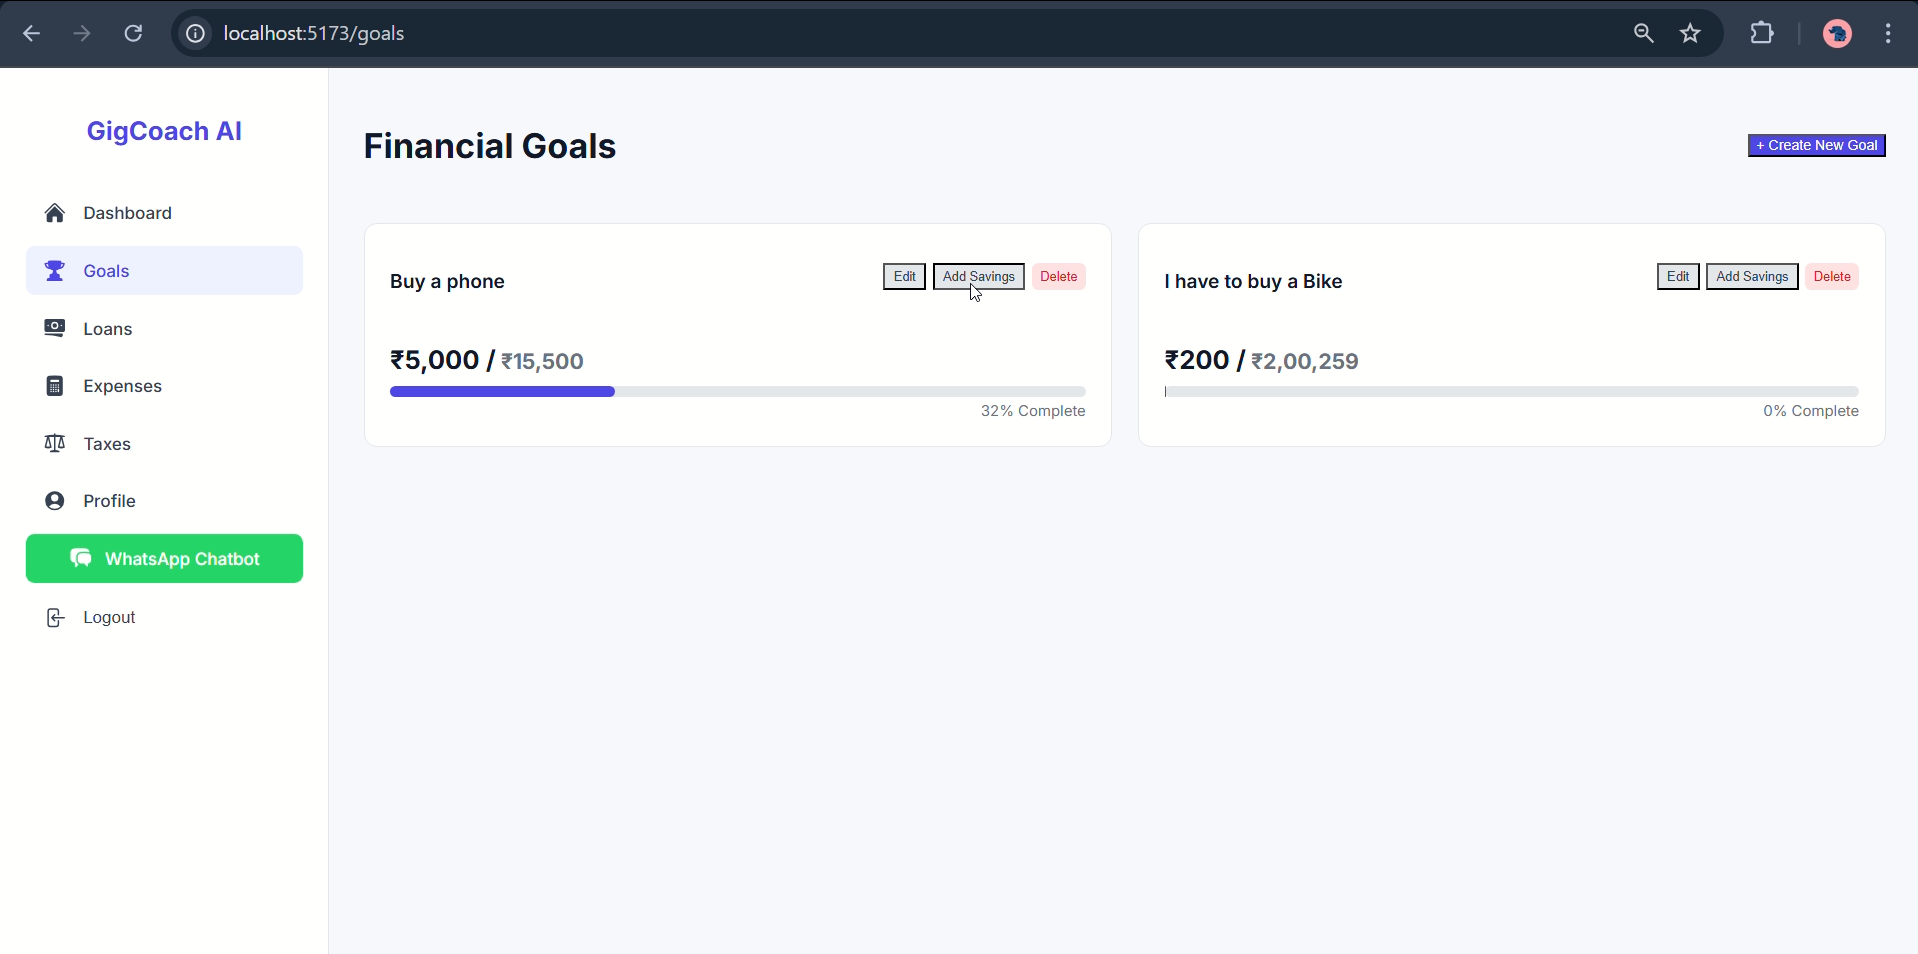 localhost:5173/goals
GigCoach AI
Dashboard
Goals
Loans
Expenses
Taxes
Profile
WhatsApp Chatbot
Logout
Financial Goals
+ Create New Goal
Buy a phone
Edit
Add Savings
Delete
₹5,000 / ₹15,500
32% Complete
I have to buy a Bike
Edit
Add Savings
Delete
₹200 / ₹2,00,259
0% Complete